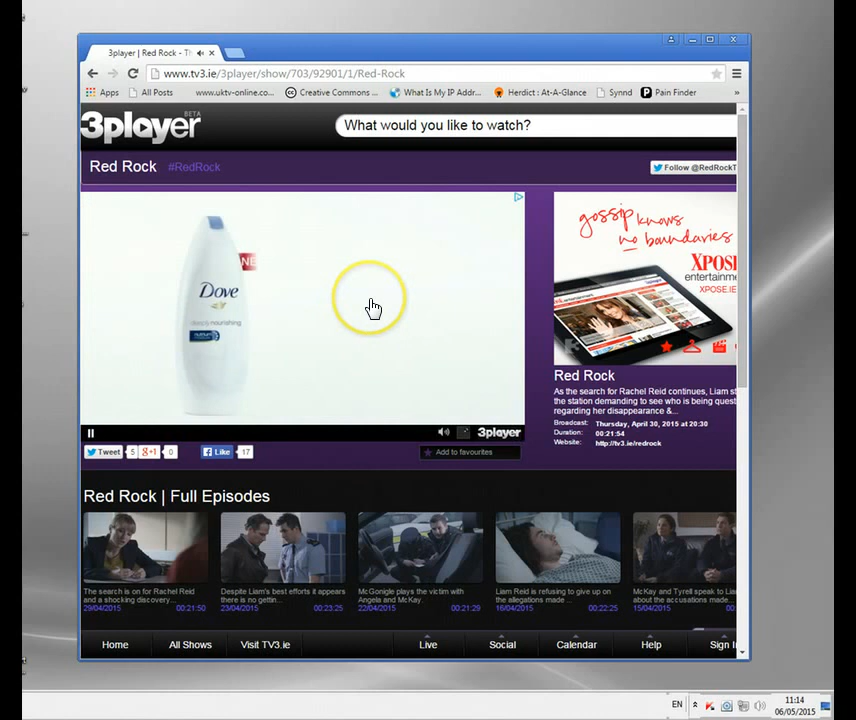 3player | Red Rock - Th
www.tv3.ie/3player/show/703/92901/1/Red-Rock
Apps All Posts www.uktv-online.co... Creative Commons ... What Is My IP Addr... Herdict : At-A-Glance Synnd Pain Finder »
3player BETA
What would you like to watch?
Red Rock #RedRock
Follow @RedRockT
Dove
gossip knows
no boundaries
XPOS
entertainme
XPOSE.IE
Red Rock
As the search for Rachel Reid continues, Liam st
the station demanding to see who is being quest
regarding her disappearance &...
Broadcast: Thursday, April 30, 2015 at 20:30
Duration: 00:21:54
Website: http://tv3.ie/redrock
3player
Tweet 5 g+1 0 Like 17
Add to favourites
Red Rock | Full Episodes
The search is on for Rachel Reid
and a shocking discovery...
29/04/2015 00:21:50
Despite Liam's best efforts it appears
there is no gettin...
23/04/2015 00:23:25
McGonigle plays the victim with
Angela and McKay.
22/04/2015 00:21:29
Liam Reid is refusing to give up on
the allegations made ...
16/04/2015 00:22:25
McKay and Tyrell speak to Lia
about the accusations made...
15/04/2015 00:
Home All Shows Visit TV3.ie Live Social Calendar Help Sign I
EN
11:14
06/05/2015